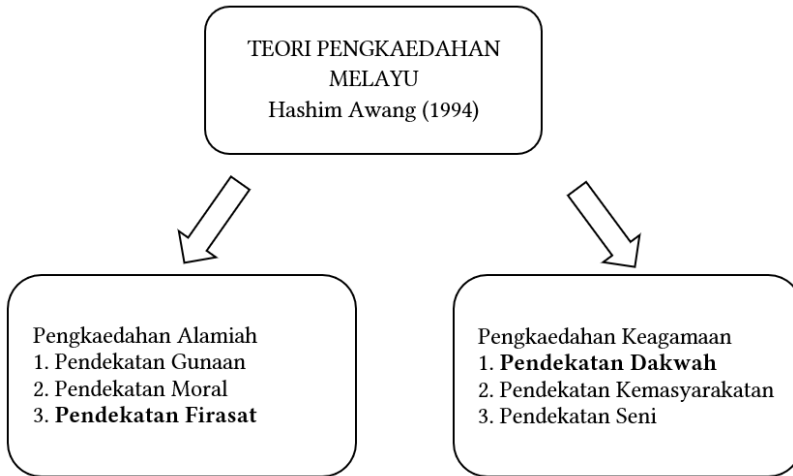 TEORI PENGKAEDAHAN
MELAYU
Hashim Awang (1994)
Pengkaedahan Alamiah
1. Pendekatan Gunaan
2. Pendekatan Moral
3. Pendekatan Firasat
Pengkaedahan Keagamaan
1. Pendekatan Dakwah
2. Pendekatan Kemasyarakatan
3. Pendekatan Seni